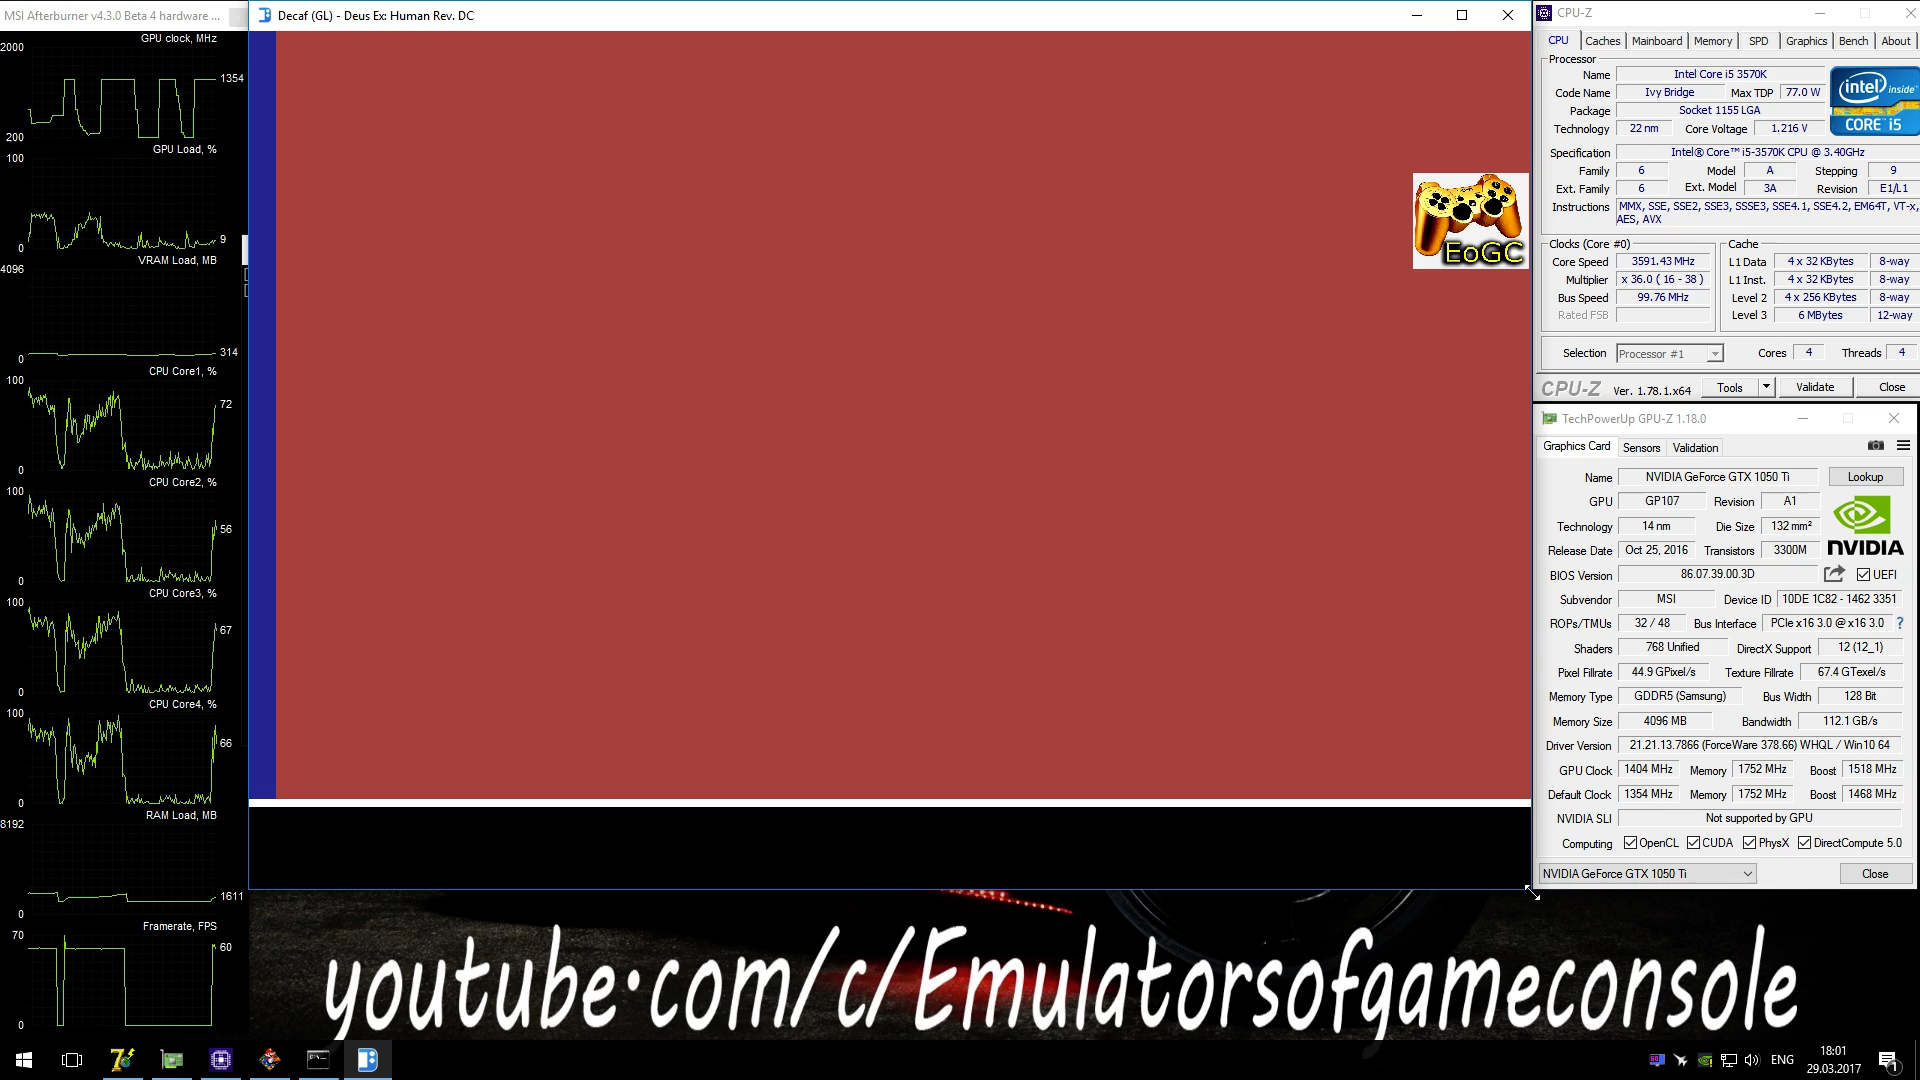 MSI Afterburner v4.3.0 Beta 4 hardware ...
GPU clock, MHz
2000
1354
200
GPU Load, %
100
9
0
VRAM Load, MB
4096
314
0
CPU Core1, %
100
72
0
CPU Core2, %
100
56
0
CPU Core3, %
100
67
0
CPU Core4, %
100
66
0
RAM Load, MB
8192
1611
0
Framerate, FPS
70
60
0
Decaf (GL) - Deus Ex: Human Rev. DC
EoGC
CPU-Z
CPU Caches Mainboard Memory SPD Graphics Bench About
Processor
Name Intel Core i5 3570K
Code Name Ivy Bridge Max TDP 77.0 W
Package Socket 1155 LGA
Technology 22 nm Core Voltage 1.216 V
intel inside™
CORE i5
Specification Intel® Core™ i5-3570K CPU @ 3.40GHz
Family 6 Model A Stepping 9
Ext. Family 6 Ext. Model 3A Revision E1/L1
Instructions MMX, SSE, SSE2, SSE3, SSSE3, SSE4.1, SSE4.2, EM64T, VT-x,
AES, AVX
Clocks (Core #0)
Core Speed 3591.43 MHz
Multiplier x 36.0 ( 16 - 38 )
Bus Speed 99.76 MHz
Rated FSB
Cache
L1 Data 4 x 32 KBytes 8-way
L1 Inst. 4 x 32 KBytes 8-way
Level 2 4 x 256 KBytes 8-way
Level 3 6 MBytes 12-way
Selection Processor #1 Cores 4 Threads 4
CPU-Z Ver. 1.78.1.x64 Tools Validate Close
TechPowerUp GPU-Z 1.18.0
Graphics Card Sensors Validation
Name NVIDIA GeForce GTX 1050 Ti Lookup
GPU GP107 Revision A1
Technology 14 nm Die Size 132 mm²
Release Date Oct 25, 2016 Transistors 3300M
NVIDIA
BIOS Version 86.07.39.00.3D UEFI
Subvendor MSI Device ID 10DE 1C82 - 1462 3351
ROPs/TMUs 32 / 48 Bus Interface PCIe x16 3.0 @ x16 3.0 ?
Shaders 768 Unified DirectX Support 12 (12_1)
Pixel Fillrate 44.9 GPixel/s Texture Fillrate 67.4 GTexel/s
Memory Type GDDR5 (Samsung) Bus Width 128 Bit
Memory Size 4096 MB Bandwidth 112.1 GB/s
Driver Version 21.21.13.7866 (ForceWare 378.66) WHQL / Win10 64
GPU Clock 1404 MHz Memory 1752 MHz Boost 1518 MHz
Default Clock 1354 MHz Memory 1752 MHz Boost 1468 MHz
NVIDIA SLI Not supported by GPU
Computing OpenCL CUDA PhysX DirectCompute 5.0
NVIDIA GeForce GTX 1050 Ti Close
youtube.com/c/Emulatorsofgameconsole
ENG
18:01
29.03.2017
1